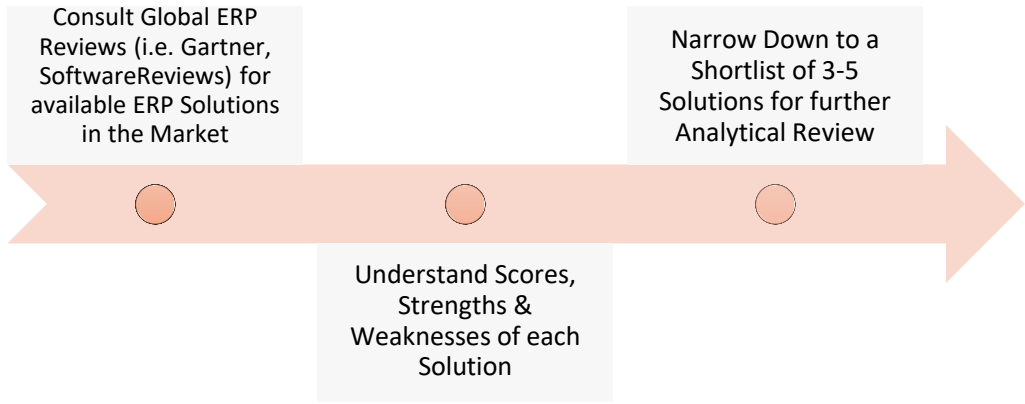 Consult Global ERP
Reviews (i.e. Gartner,
SoftwareReviews) for
available ERP Solutions
in the Market
Understand Scores,
Strengths &
Weaknesses of each
Solution
Narrow Down to a
Shortlist of 3-5
Solutions for further
Analytical Review